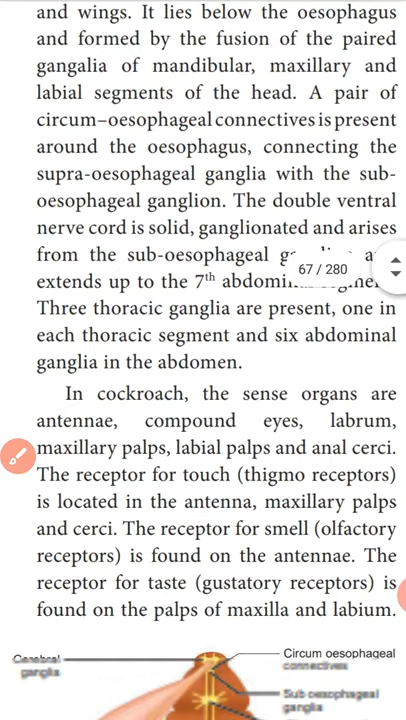 and wings. It lies below the oesophagus
and formed by the fusion of the paired
gangalia of mandibular, maxillary and
labial segments of the head. A pair of
circum–oesophageal connectives is present
around the oesophagus, connecting the
supra-oesophageal ganglia with the sub-
oesophageal ganglion. The double ventral
nerve cord is solid, ganglionated and arises
from the sub-oesophageal
67 / 280
extends up to the 7th
Three thoracic ganglia are present, one in
each thoracic segment and six abdominal
ganglia in the abdomen.
In cockroach, the sense organs are
antennae, compound eyes, labrum,
maxillary palps, labial palps and anal cerci.
The receptor for touch (thigmo receptors)
is located in the antenna, maxillary palps
and cerci. The receptor for smell (olfactory
receptors) is found on the antennae. The
receptor for taste (gustatory receptors) is
found on the palps of maxilla and labium.
Cerebral
ganglia
Circum oesophageal
connectives
Sub oesophageal
ganglia